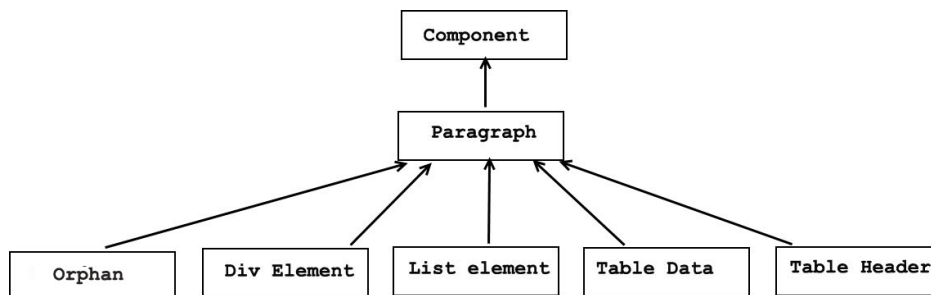 Component
Paragraph
Orphan
Div Element
List element
Table Data
Table Header